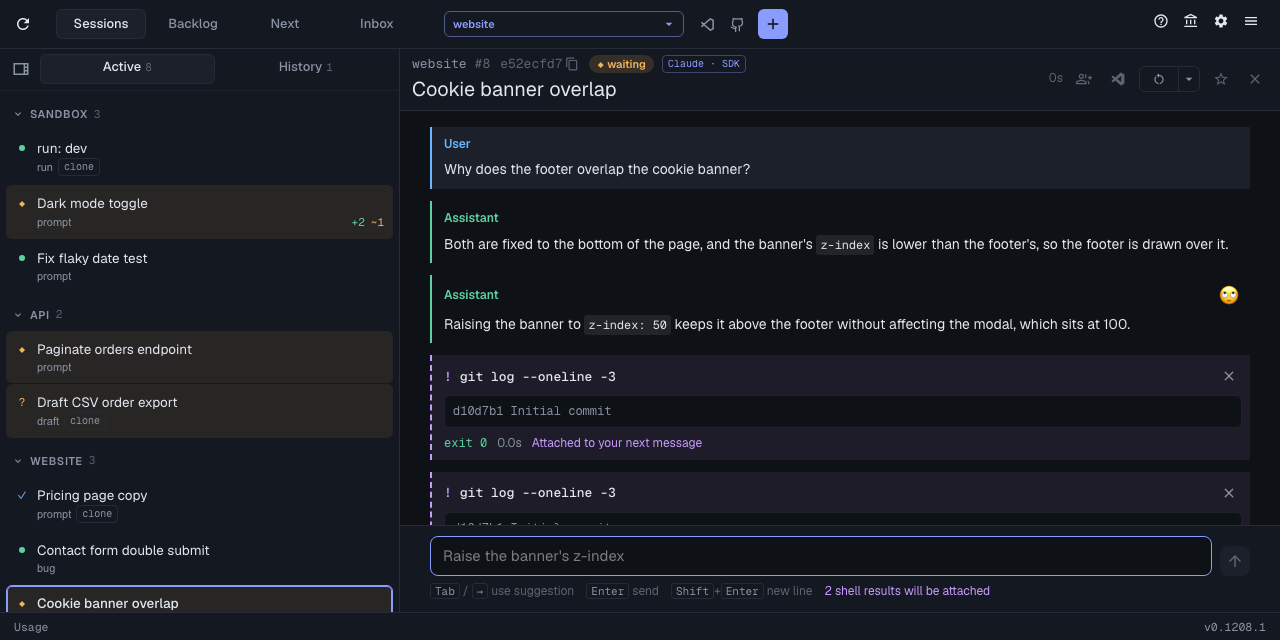 Sessions
Backlog
Next
Inbox
website
Active 8
History 1
SANDBOX 3
run: dev
run clone
Dark mode toggle
prompt
+2 ~1
Fix flaky date test
prompt
API 2
Paginate orders endpoint
prompt
? Draft CSV order export
draft clone
WEBSITE 3
Pricing page copy
prompt clone
Contact form double submit
bug
Cookie banner overlap
website #8 e52ecfd7 waiting Claude · SDK
Cookie banner overlap
0s
User
Why does the footer overlap the cookie banner?
Assistant
Both are fixed to the bottom of the page, and the banner's z-index is lower than the footer's, so the footer is drawn over it.
Assistant
Raising the banner to z-index: 50 keeps it above the footer without affecting the modal, which sits at 100.
! git log --oneline -3
d10d7b1 Initial commit
exit 0 0.0s Attached to your next message
! git log --oneline -3
d10d7b1 Initial commit
Raise the banner's z-index
Tab / → use suggestion Enter send Shift+Enter new line 2 shell results will be attached
Usage
v0.1208.1